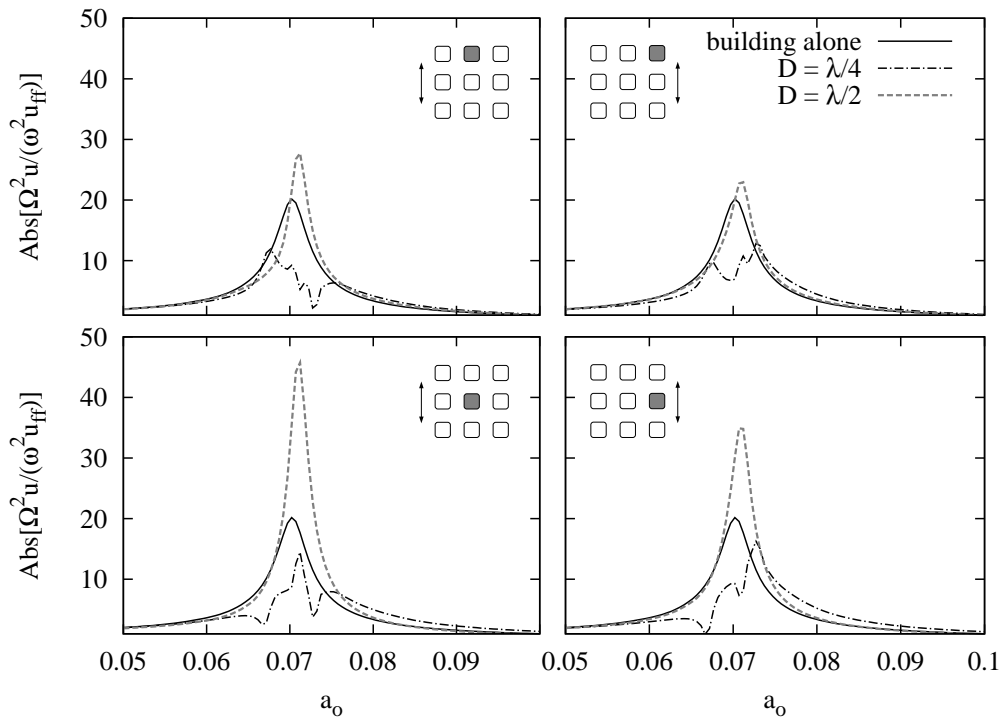 50
40
30
20
10
Abs[Ω²u/(ω²u_ff)]
building alone
D = λ/4
D = λ/2
50
40
30
20
10
Abs[Ω²u/(ω²u_ff)]
0.05 0.06 0.07 0.08 0.09
0.05 0.06 0.07 0.08 0.09 0.1
a_o
a_o